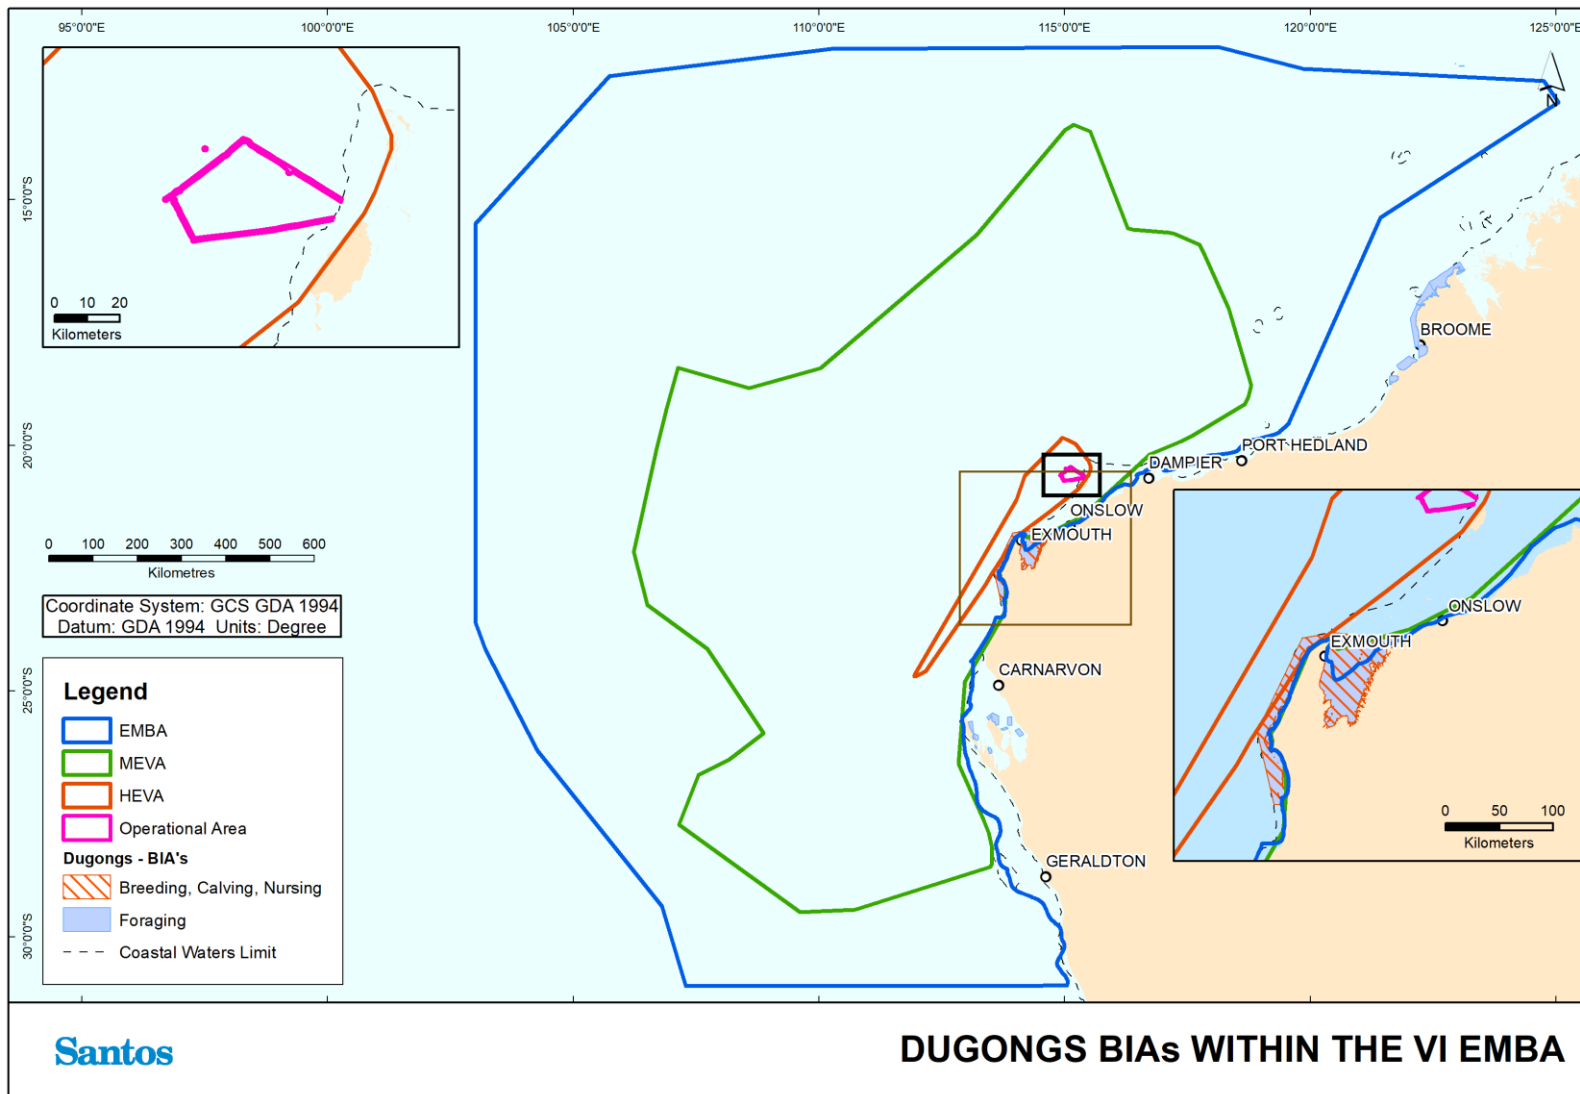 95°0'0"E 100°0'0"E 105°0'0"E 110°0'0"E 115°0'0"E 120°0'0"E 125°0'0"E
N
15°0'0"S
0 10 20
Kilometers
BROOME
20°0'0"S
PORT HEDLAND
DAMPIER
ONSLOW
EXMOUTH
0 100 200 300 400 500 600
Kilometres
Coordinate System: GCS GDA 1994
Datum: GDA 1994 Units: Degree
ONSLOW
EXMOUTH
CARNARVON
25°0'0"S
Legend
EMBA
MEVA
HEVA
Operational Area
Dugongs - BIA's
Breeding, Calving, Nursing
Foraging
Coastal Waters Limit
0 50 100
Kilometers
GERALDTON
30°0'0"S
Santos
DUGONGS BIAs WITHIN THE VI EMBA